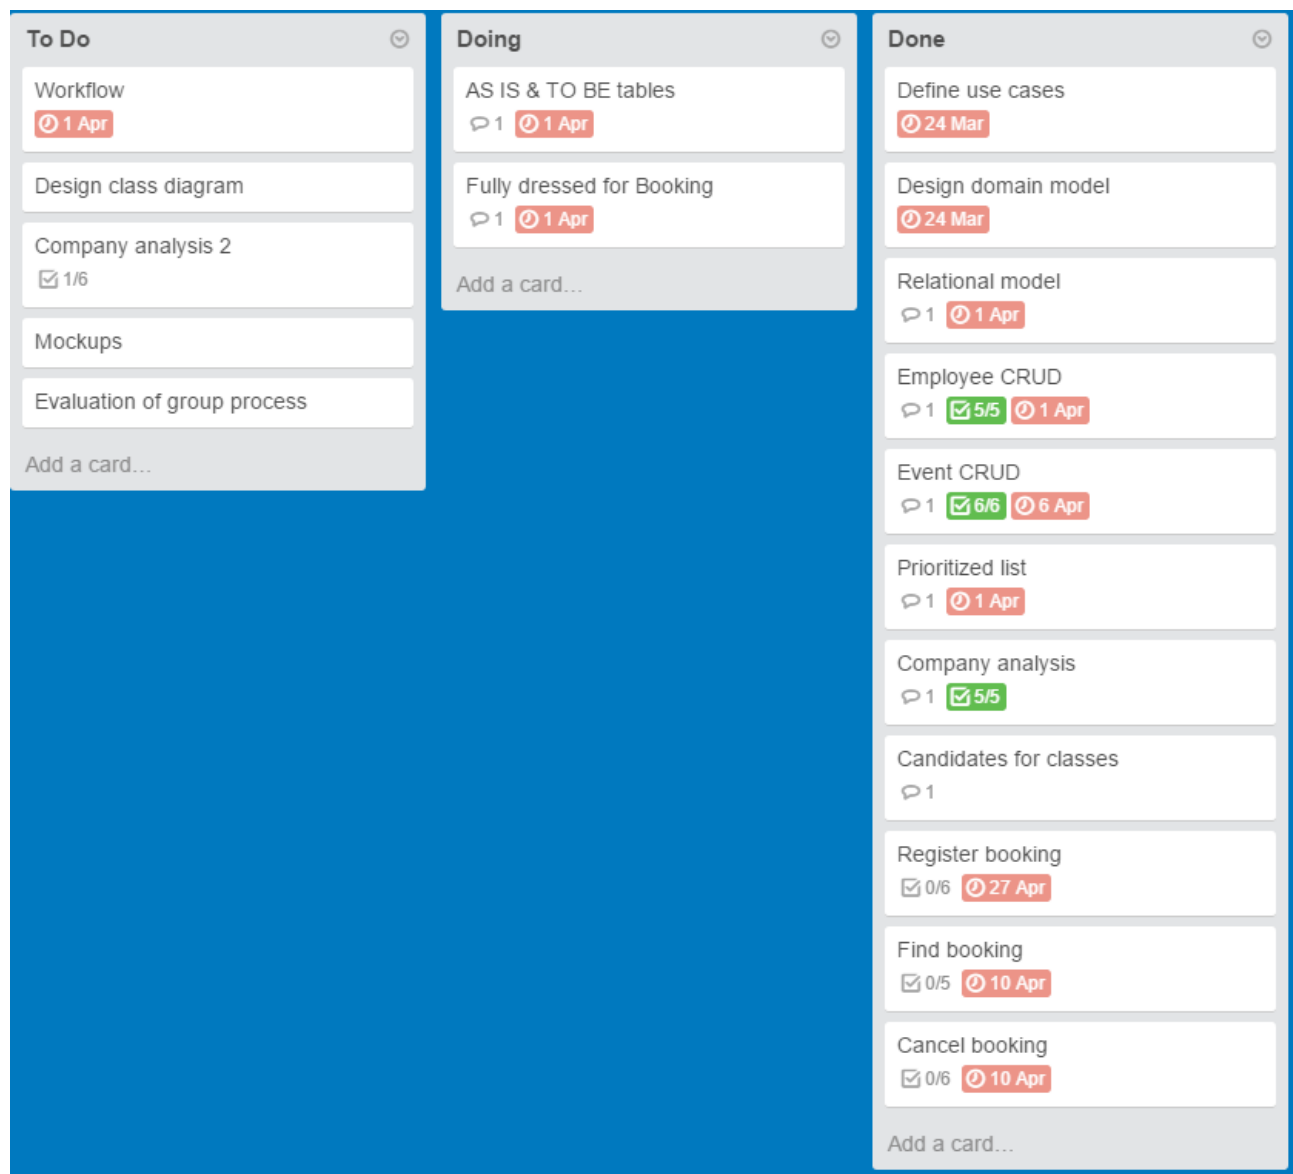 To Do
Workflow
1 Apr
Design class diagram
Company analysis 2
1/6
Mockups
Evaluation of group process
Add a card...
Doing
AS IS & TO BE tables
1 1 Apr
Fully dressed for Booking
1 1 Apr
Add a card...
Done
Define use cases
24 Mar
Design domain model
24 Mar
Relational model
1 1 Apr
Employee CRUD
1 5/5 1 Apr
Event CRUD
1 6/6 6 Apr
Prioritized list
1 1 Apr
Company analysis
1 5/5
Candidates for classes
1
Register booking
0/6 27 Apr
Find booking
0/5 10 Apr
Cancel booking
0/6 10 Apr
Add a card...